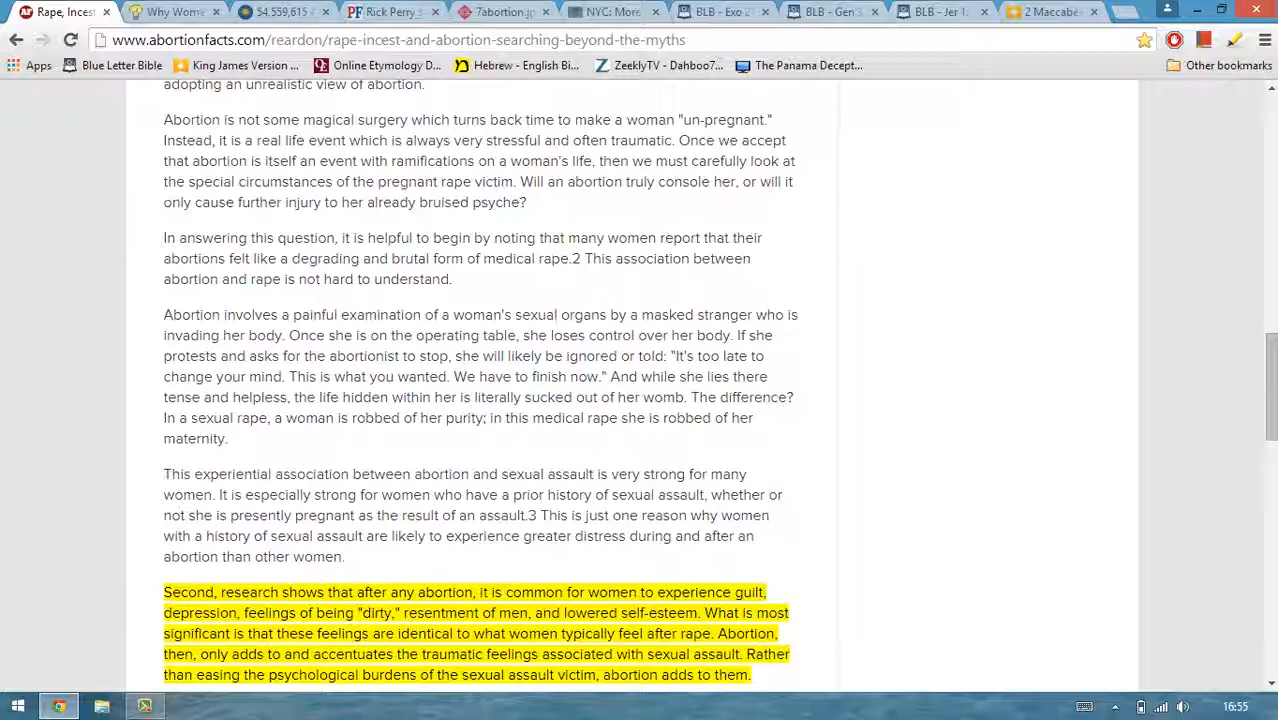 Rape, Incest
Why Wome
$4,559,615
Rick Perry
7abortion.jp
NYC: More
BLB - Exo 2
BLB - Gen
BLB - Jer 1
2 Maccabe
www.abortionfacts.com/reardon/rape-incest-and-abortion-searching-beyond-the-myths
Apps
Blue Letter Bible
King James Version ...
Online Etymology D...
Hebrew - English Bi...
ZeeklyTV - Dahboo7...
The Panama Decept...
Other bookmarks
adopting an unrealistic view of abortion.
Abortion is not some magical surgery which turns back time to make a woman "un-pregnant."
Instead, it is a real life event which is always very stressful and often traumatic. Once we accept
that abortion is itself an event with ramifications on a woman's life, then we must carefully look at
the special circumstances of the pregnant rape victim. Will an abortion truly console her, or will it
only cause further injury to her already bruised psyche?
In answering this question, it is helpful to begin by noting that many women report that their
abortions felt like a degrading and brutal form of medical rape.2 This association between
abortion and rape is not hard to understand.
Abortion involves a painful examination of a woman's sexual organs by a masked stranger who is
invading her body. Once she is on the operating table, she loses control over her body. If she
protests and asks for the abortionist to stop, she will likely be ignored or told: "It's too late to
change your mind. This is what you wanted. We have to finish now." And while she lies there
tense and helpless, the life hidden within her is literally sucked out of her womb. The difference?
In a sexual rape, a woman is robbed of her purity; in this medical rape she is robbed of her
maternity.
This experiential association between abortion and sexual assault is very strong for many
women. It is especially strong for women who have a prior history of sexual assault, whether or
not she is presently pregnant as the result of an assault.3 This is just one reason why women
with a history of sexual assault are likely to experience greater distress during and after an
abortion than other women.
Second, research shows that after any abortion, it is common for women to experience guilt,
depression, feelings of being "dirty," resentment of men, and lowered self-esteem. What is most
significant is that these feelings are identical to what women typically feel after rape. Abortion,
then, only adds to and accentuates the traumatic feelings associated with sexual assault. Rather
than easing the psychological burdens of the sexual assault victim, abortion adds to them.
16:55